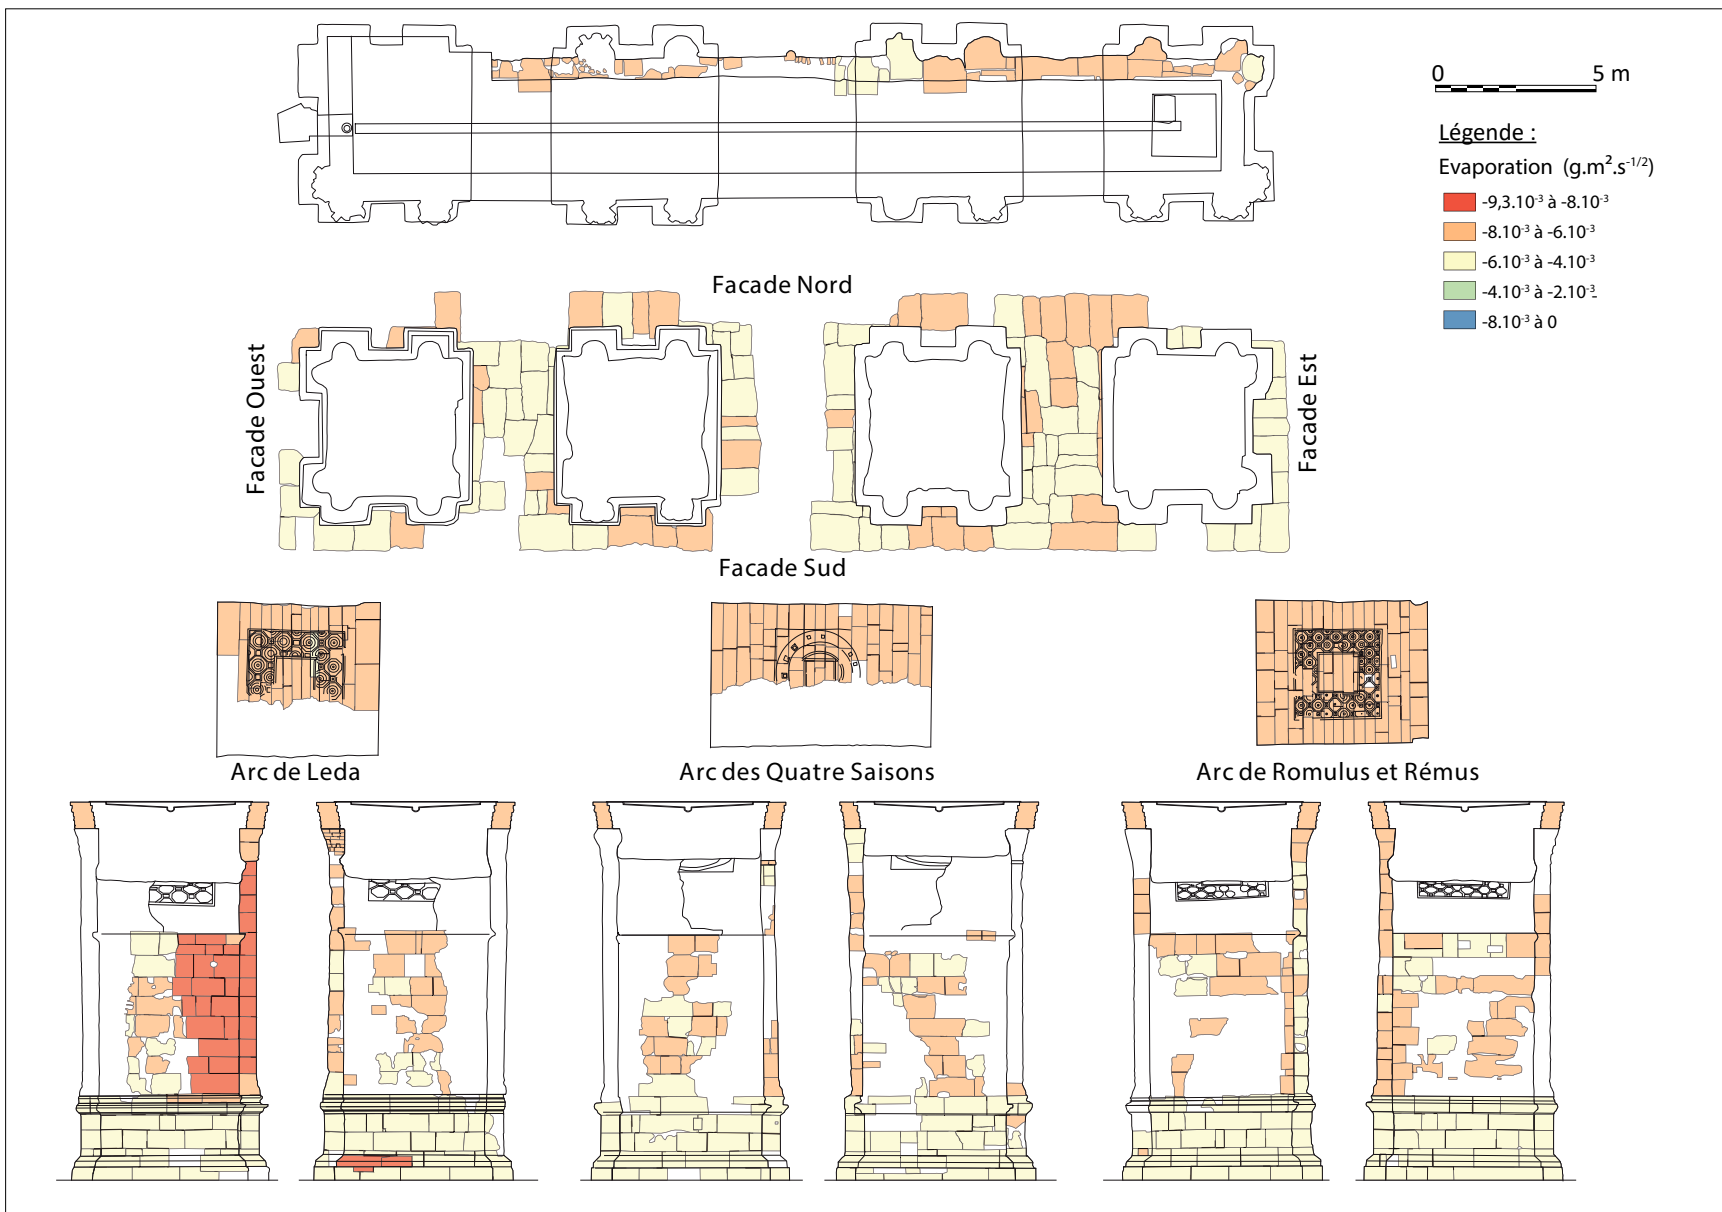 0 5 m
Légende :
Evaporation (g.m².s⁻¹/²)
-9,3.10⁻³ à -8.10⁻³
-8.10⁻³ à -6.10⁻³
-6.10⁻³ à -4.10⁻³
-4.10⁻³ à -2.10⁻³
-8.10⁻³ à 0
Facade Nord
Facade Ouest
Facade Est
Facade Sud
Arc de Leda
Arc des Quatre Saisons
Arc de Romulus et Rémus